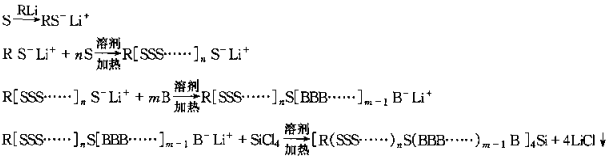 S RLi→ RS⁻Li⁺
R S⁻Li⁺ + nS 溶剂→加热 R[SSS……]ₙ S⁻Li⁺
R[SSS……]ₙ S⁻Li⁺ + mB 溶剂→加热 R[SSS……]ₙS[BBB……]ₘ₋₁ B⁻Li⁺
R[SSS……]ₙS[BBB……]ₘ₋₁ B⁻Li⁺ + SiCl₄ 溶剂→加热 [R(SSS……)ₙS(BBB……)ₘ₋₁ B ]₄Si + 4LiCl↓